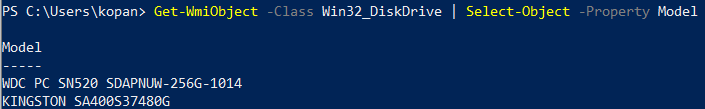 PS C:\Users\kopan> Get-WmiObject -Class Win32_DiskDrive | Select-Object -Property Model
Model
-----
WDC PC SN520 SDAPNUW-256G-1014
KINGSTON SA400S37480G